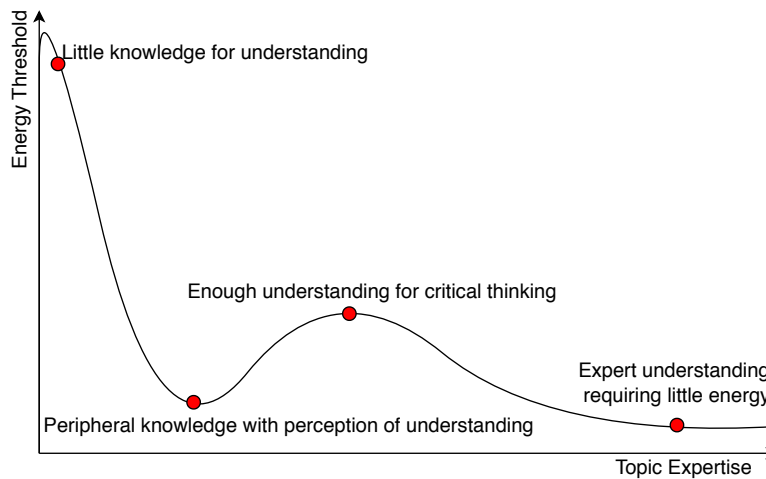 Energy Threshold
Little knowledge for understanding
Enough understanding for critical thinking
Expert understanding
requiring little energy
Peripheral knowledge with perception of understanding
Topic Expertise